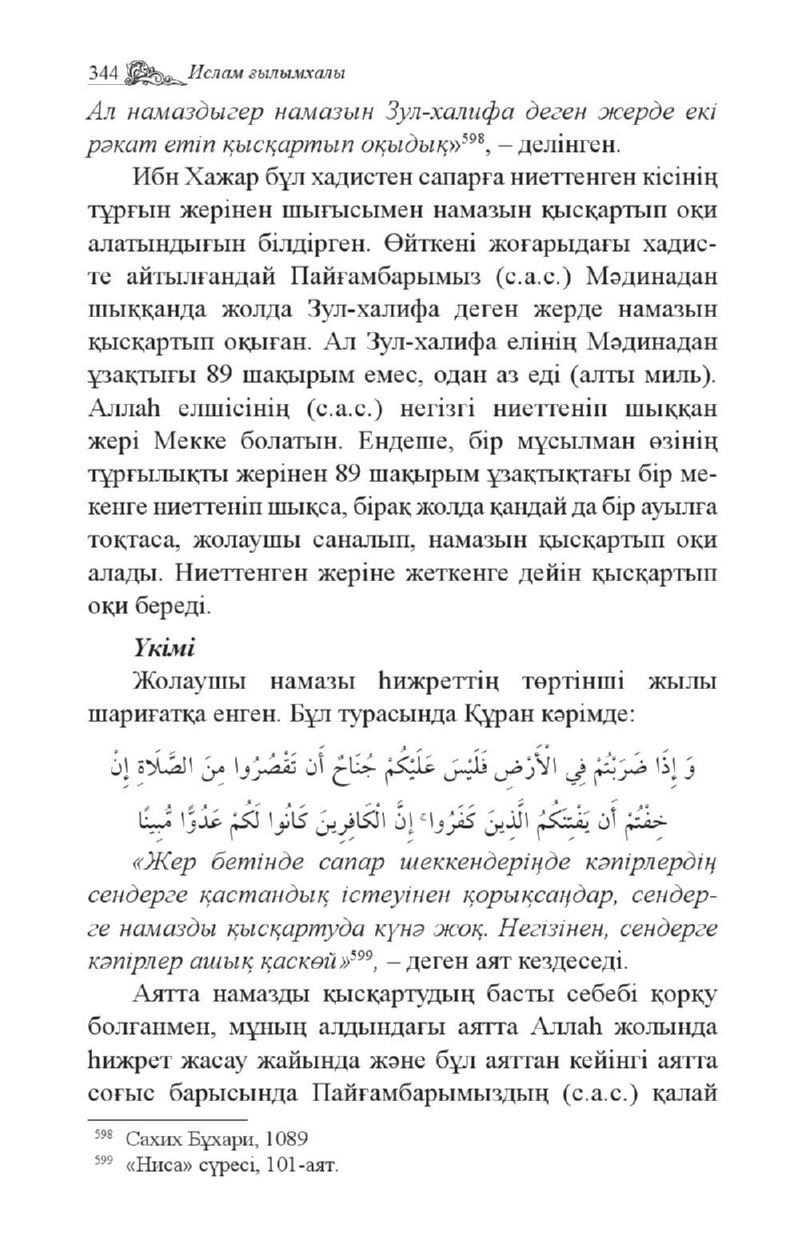 344 Ислам ғылымхалы
Ал намаздыгер намазын Зул-халифа деген жерде екі
рәкат етіп қысқартып оқыдық»⁵⁹⁸, – делінген.
Ибн Хажар бұл хадистен сапарға ниеттенген кісінің
тұрғын жерінен шығысымен намазын қысқартып оқи
алатындығын білдірген. Өйткені жоғарыдағы хадис-
те айтылғандай Пайғамбарымыз (с.а.с.) Мәдинадан
шыққанда жолда Зул-халифа деген жерде намазын
қысқартып оқыған. Ал Зул-халифа елінің Мәдинадан
ұзақтығы 89 шақырым емес, одан аз еді (алты миль).
Аллаһ елшісінің (с.а.с.) негізгі ниеттеніп шыққан
жері Мекке болатын. Ендеше, бір мұсылман өзінің
тұрғылықты жерінен 89 шақырым ұзақтықтағы бір ме-
кенге ниеттеніп шықса, бірақ жолда қандай да бір ауылға
тоқтаса, жолаушы саналып, намазын қысқартып оқи
алады. Ниеттенген жеріне жеткенге дейін қысқартып
оқи береді.
Үкімі
Жолаушы намазы һижреттің төртінші жылы
шариғатқа енген. Бұл турасында Құран кәрімде:
وَ إِذَا ضَرَبْتُمْ فِي الْأَرْضِ فَلَيْسَ عَلَيْكُمْ جُنَاحٌ أَن تَقْصُرُوا مِنَ الصَّلَاةِ إِنْ
خِفْتُمْ أَن يَفْتِنَكُمُ الَّذِينَ كَفَرُوا ۚ إِنَّ الْكَافِرِينَ كَانُوا لَكُمْ عَدُوًّا مُّبِينًا
«Жер бетінде сапар шеккендеріңде кәпірлердің
сендерге қастандық істеуінен қорықсаңдар, сендер-
ге намазды қысқартуда күнә жоқ. Негізінен, сендерге
кәпірлер ашық қаскөй»⁵⁹⁹, – деген аят кездеседі.
Аятта намазды қысқартудың басты себебі қорқу
болғанмен, мұның алдындағы аятта Аллаһ жолында
һижрет жасау жайында және бұл аяттан кейінгі аятта
соғыс барысында Пайғамбарымыздың (с.а.с.) қалай
⁵⁹⁸ Сахих Бұхари, 1089
⁵⁹⁹ «Ниса» сүресі, 101-аят.